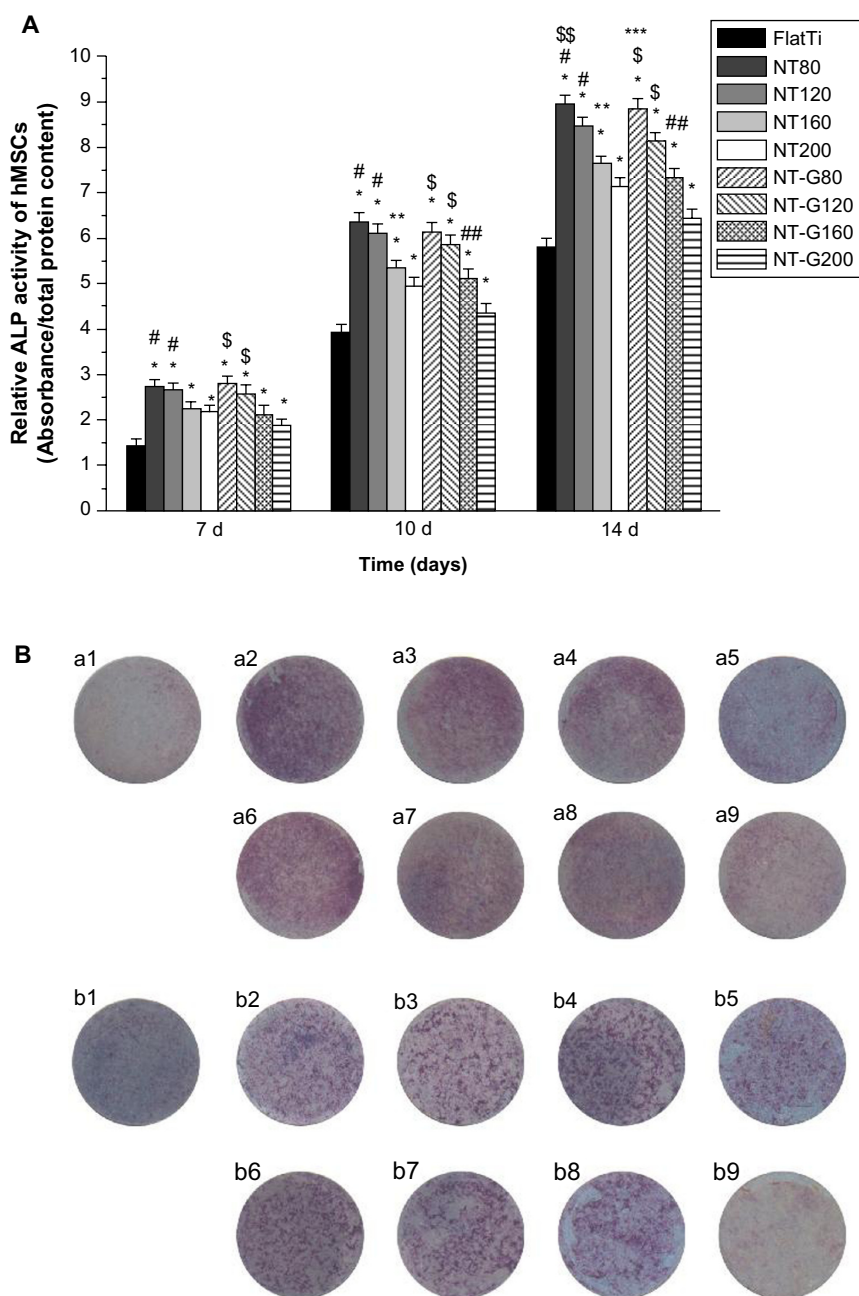 A
Relative ALP activity of hMSCs
(Absorbance/total protein content)
10
9
8
7
6
5
4
3
2
1
0
# # $ $
* * * * * * * *
# # ** $ $ ##
* * * * * * * *
$$ # * # * ** * * *** $ * $ * ## * *
7 d 10 d 14 d
Time (days)
FlatTi
NT80
NT120
NT160
NT200
NT-G80
NT-G120
NT-G160
NT-G200
B
a1 a2 a3 a4 a5
a6 a7 a8 a9
b1 b2 b3 b4 b5
b6 b7 b8 b9